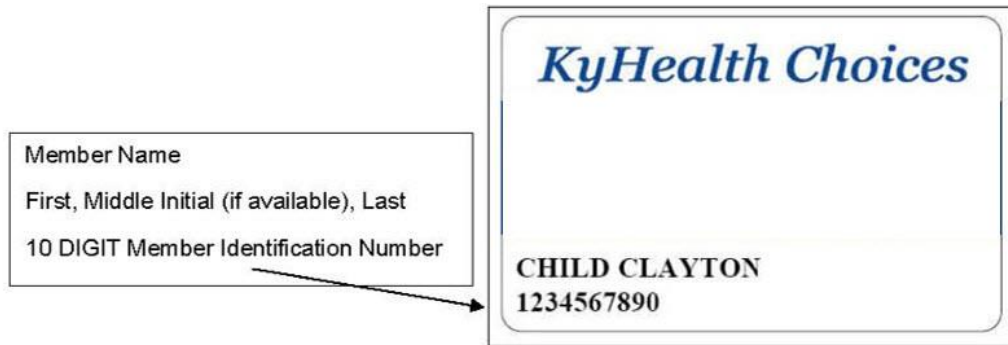 KyHealth Choices
Member Name
First, Middle Initial (if available), Last
10 DIGIT Member Identification Number
CHILD CLAYTON
1234567890